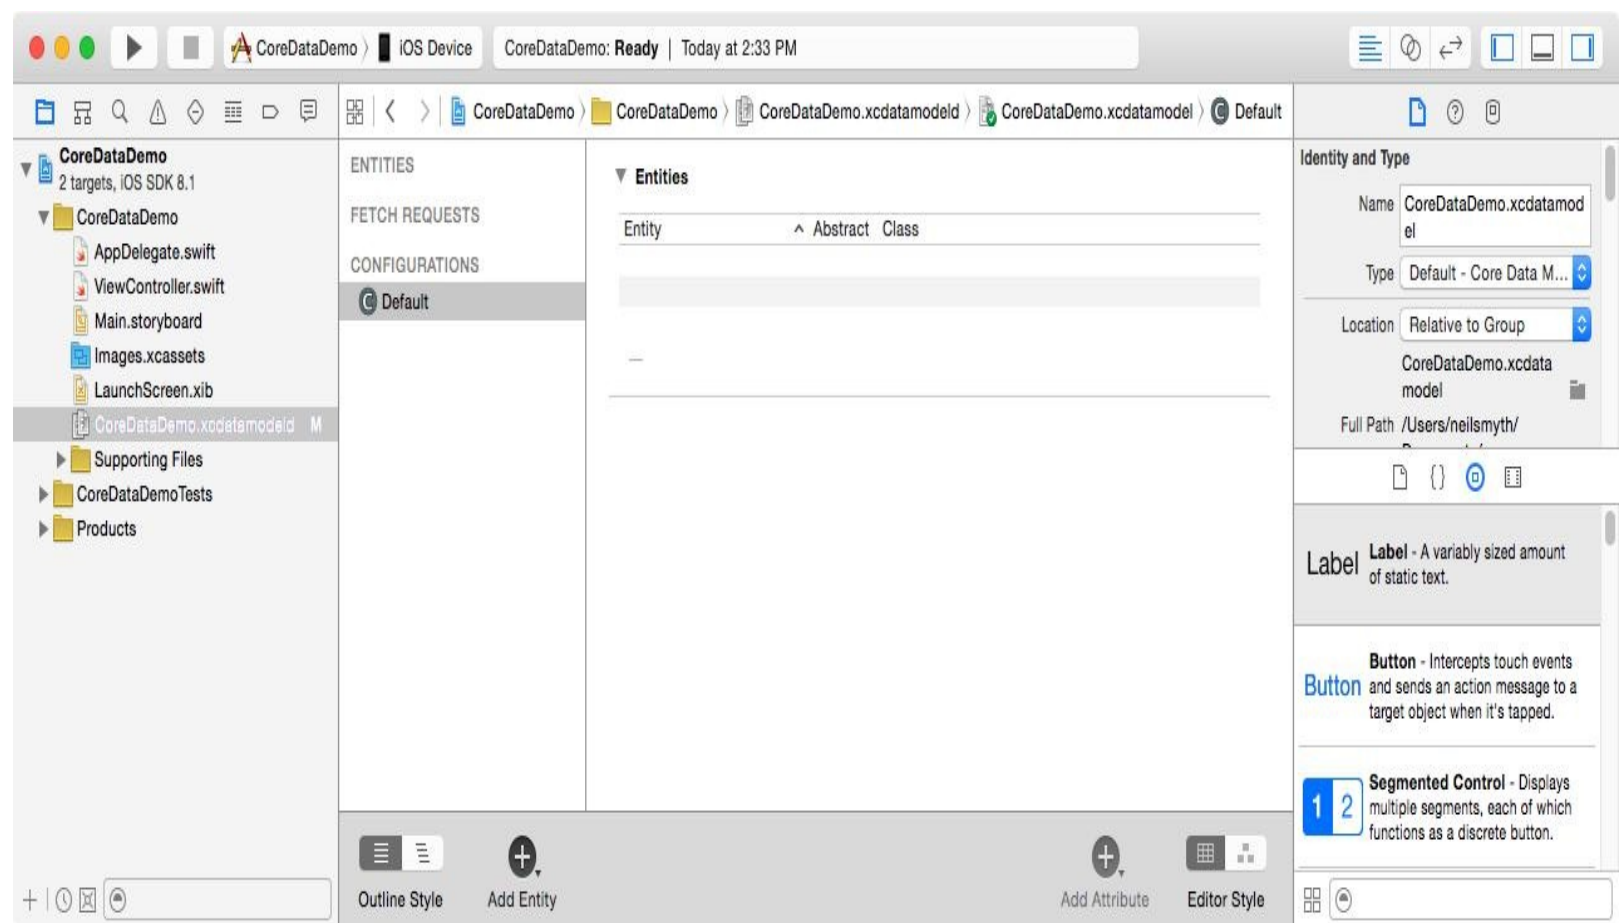 CoreDataDemo 〉 iOS Device
CoreDataDemo: Ready | Today at 2:33 PM
CoreDataDemo 〉 CoreDataDemo 〉 CoreDataDemo.xcdatamodeld 〉 CoreDataDemo.xcdatamodel 〉 C Default
CoreDataDemo
2 targets, iOS SDK 8.1
CoreDataDemo
AppDelegate.swift
ViewController.swift
Main.storyboard
Images.xcassets
LaunchScreen.xib
CoreDataDemo.xcdatamodeld M
Supporting Files
CoreDataDemoTests
Products
ENTITIES
FETCH REQUESTS
CONFIGURATIONS
C Default
Entities
Entity Abstract Class
Outline Style
Add Entity
Add Attribute
Editor Style
Identity and Type
Name CoreDataDemo.xcdatamod
el
Type Default - Core Data M...
Location Relative to Group
CoreDataDemo.xcdata
model
Full Path /Users/neilsmyth/
{}
Label Label - A variably sized amount
of static text.
Button Button - Intercepts touch events
and sends an action message to a
target object when it's tapped.
1 2 Segmented Control - Displays
multiple segments, each of which
functions as a discrete button.